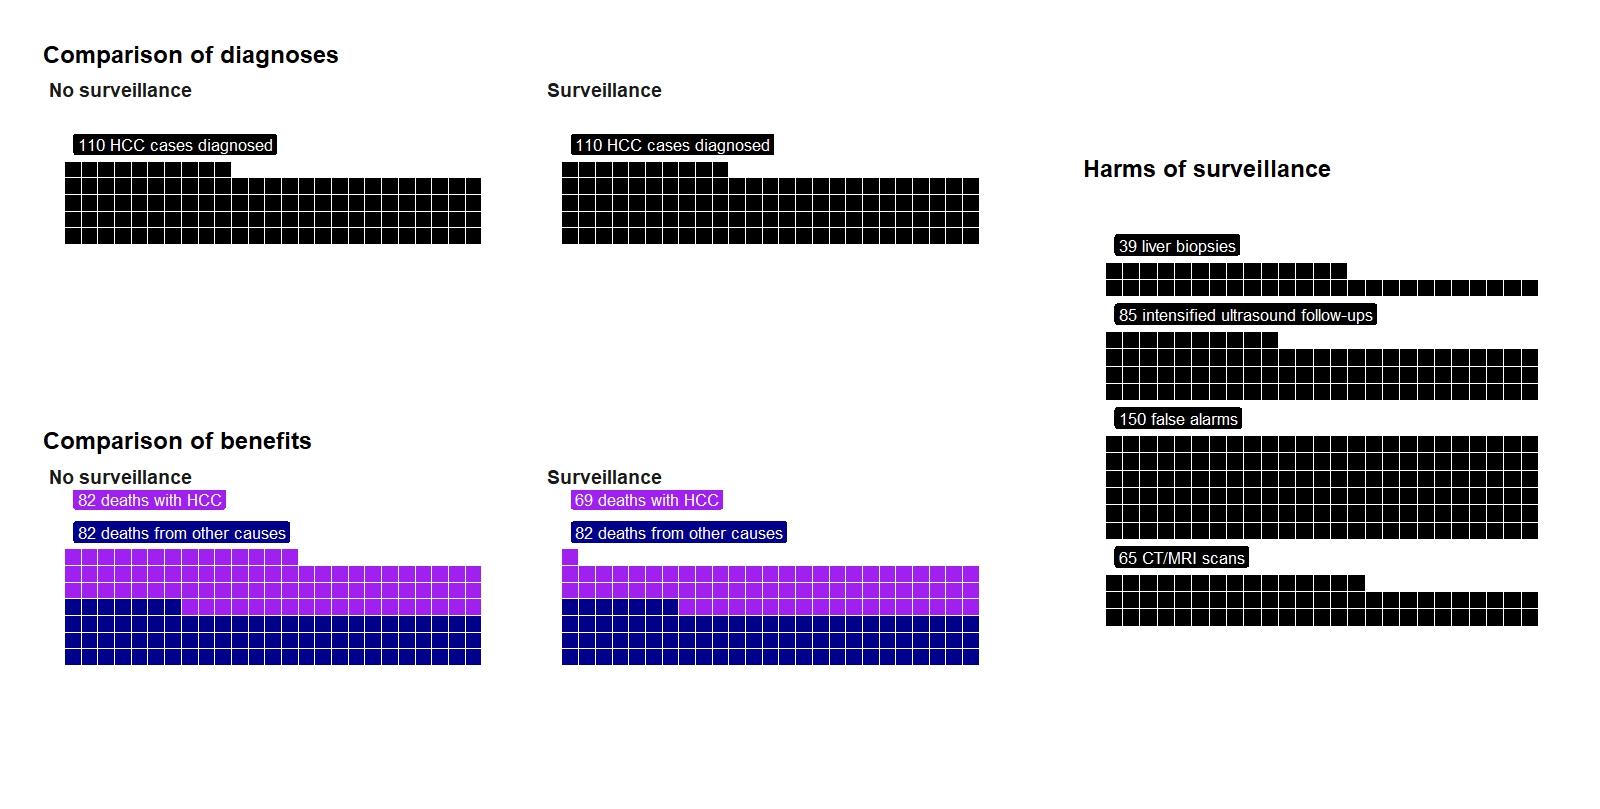 Comparison of diagnoses
No surveillance
Surveillance
110 HCC cases diagnosed
110 HCC cases diagnosed
Comparison of benefits
No surveillance
Surveillance
82 deaths with HCC
69 deaths with HCC
82 deaths from other causes
82 deaths from other causes
Harms of surveillance
39 liver biopsies
85 intensified ultrasound follow-ups
150 false alarms
65 CT/MRI scans